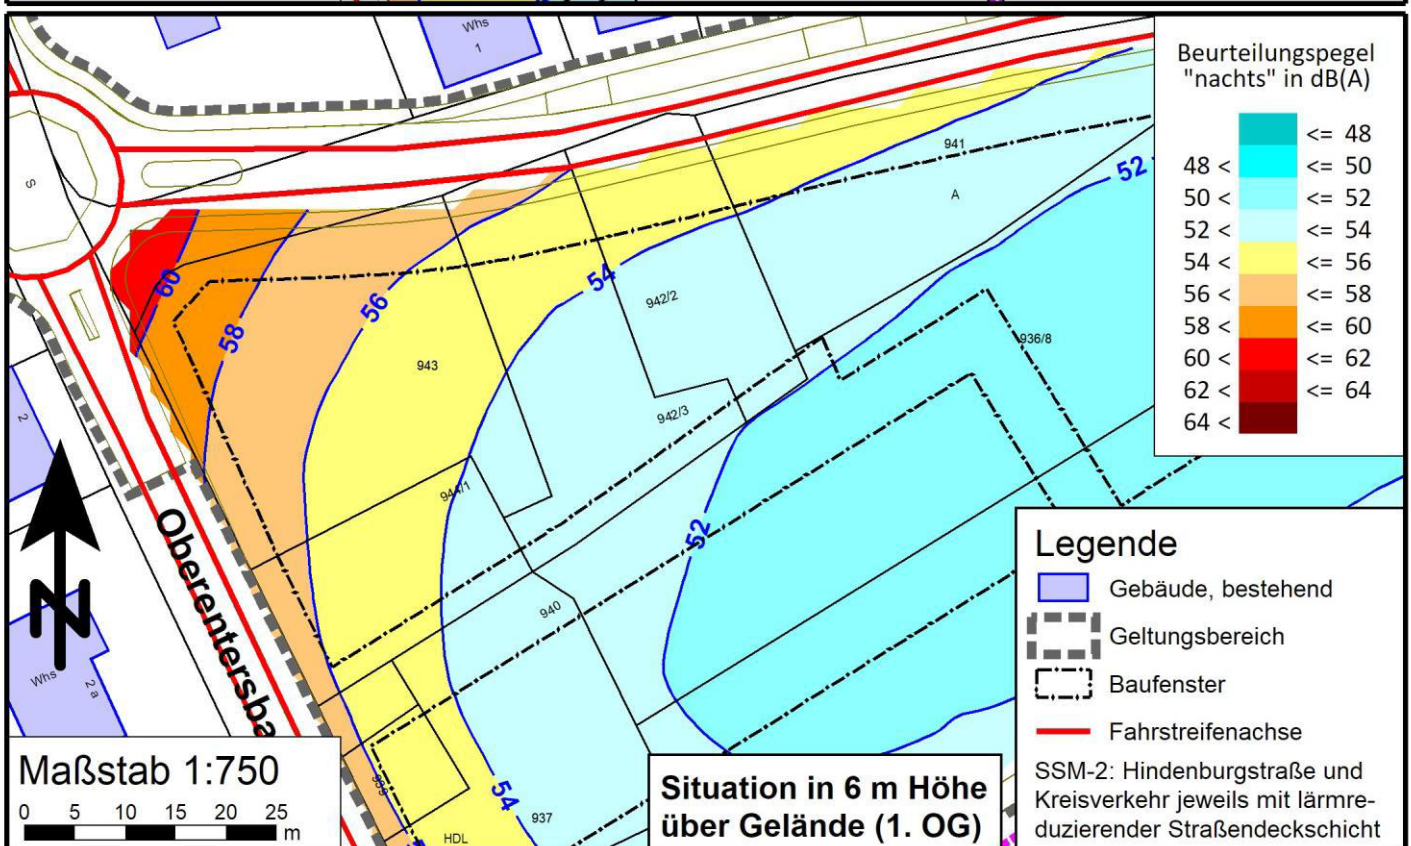 Whs
1
Beurteilungspegel
"nachts" in dB(A)
<= 48
48 < <= 50
50 < <= 52
52 < <= 54
54 < <= 56
56 < <= 58
58 < <= 60
60 < <= 62
62 < <= 64
64 <
941
A
52
S
60
58
56
54
942/2
936/8
943
942/3
2
944/1
52
940
Oberentersba
Whs
2 a
N
939
54
937
HDL
Maßstab 1:750
0 5 10 15 20 25
m
Situation in 6 m Höhe
über Gelände (1. OG)
Legende
Gebäude, bestehend
Geltungsbereich
Baufenster
Fahrstreifenachse
SSM-2: Hindenburgstraße und
Kreisverkehr jeweils mit lärmre-
duzierender Straßendeckschicht